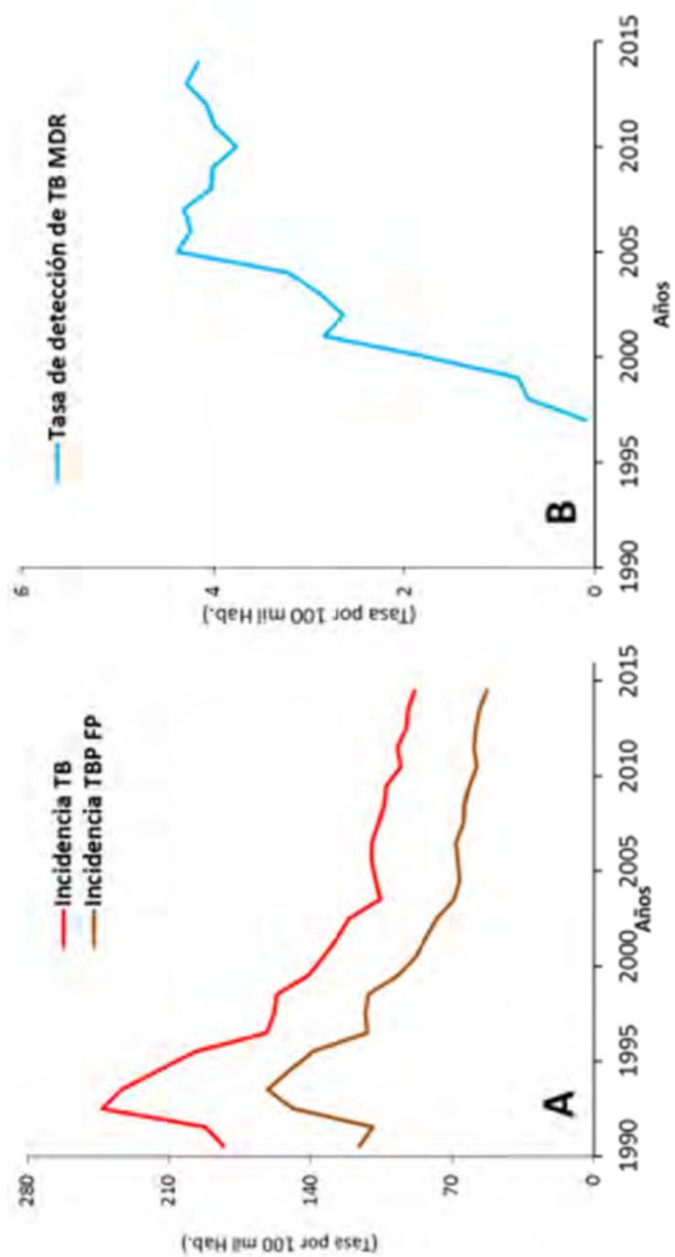 Incidencia TB
Incidencia TBP FP
(Tasa por 100 mil Hab.)
280
210
140
70
0
1990
1995
2000
2005
2010
2015
Años
A
Tasa de detección de TB MDR
(Tasa por 100 mil Hab.)
6
4
2
0
1990
1995
2000
2005
2010
2015
Años
B